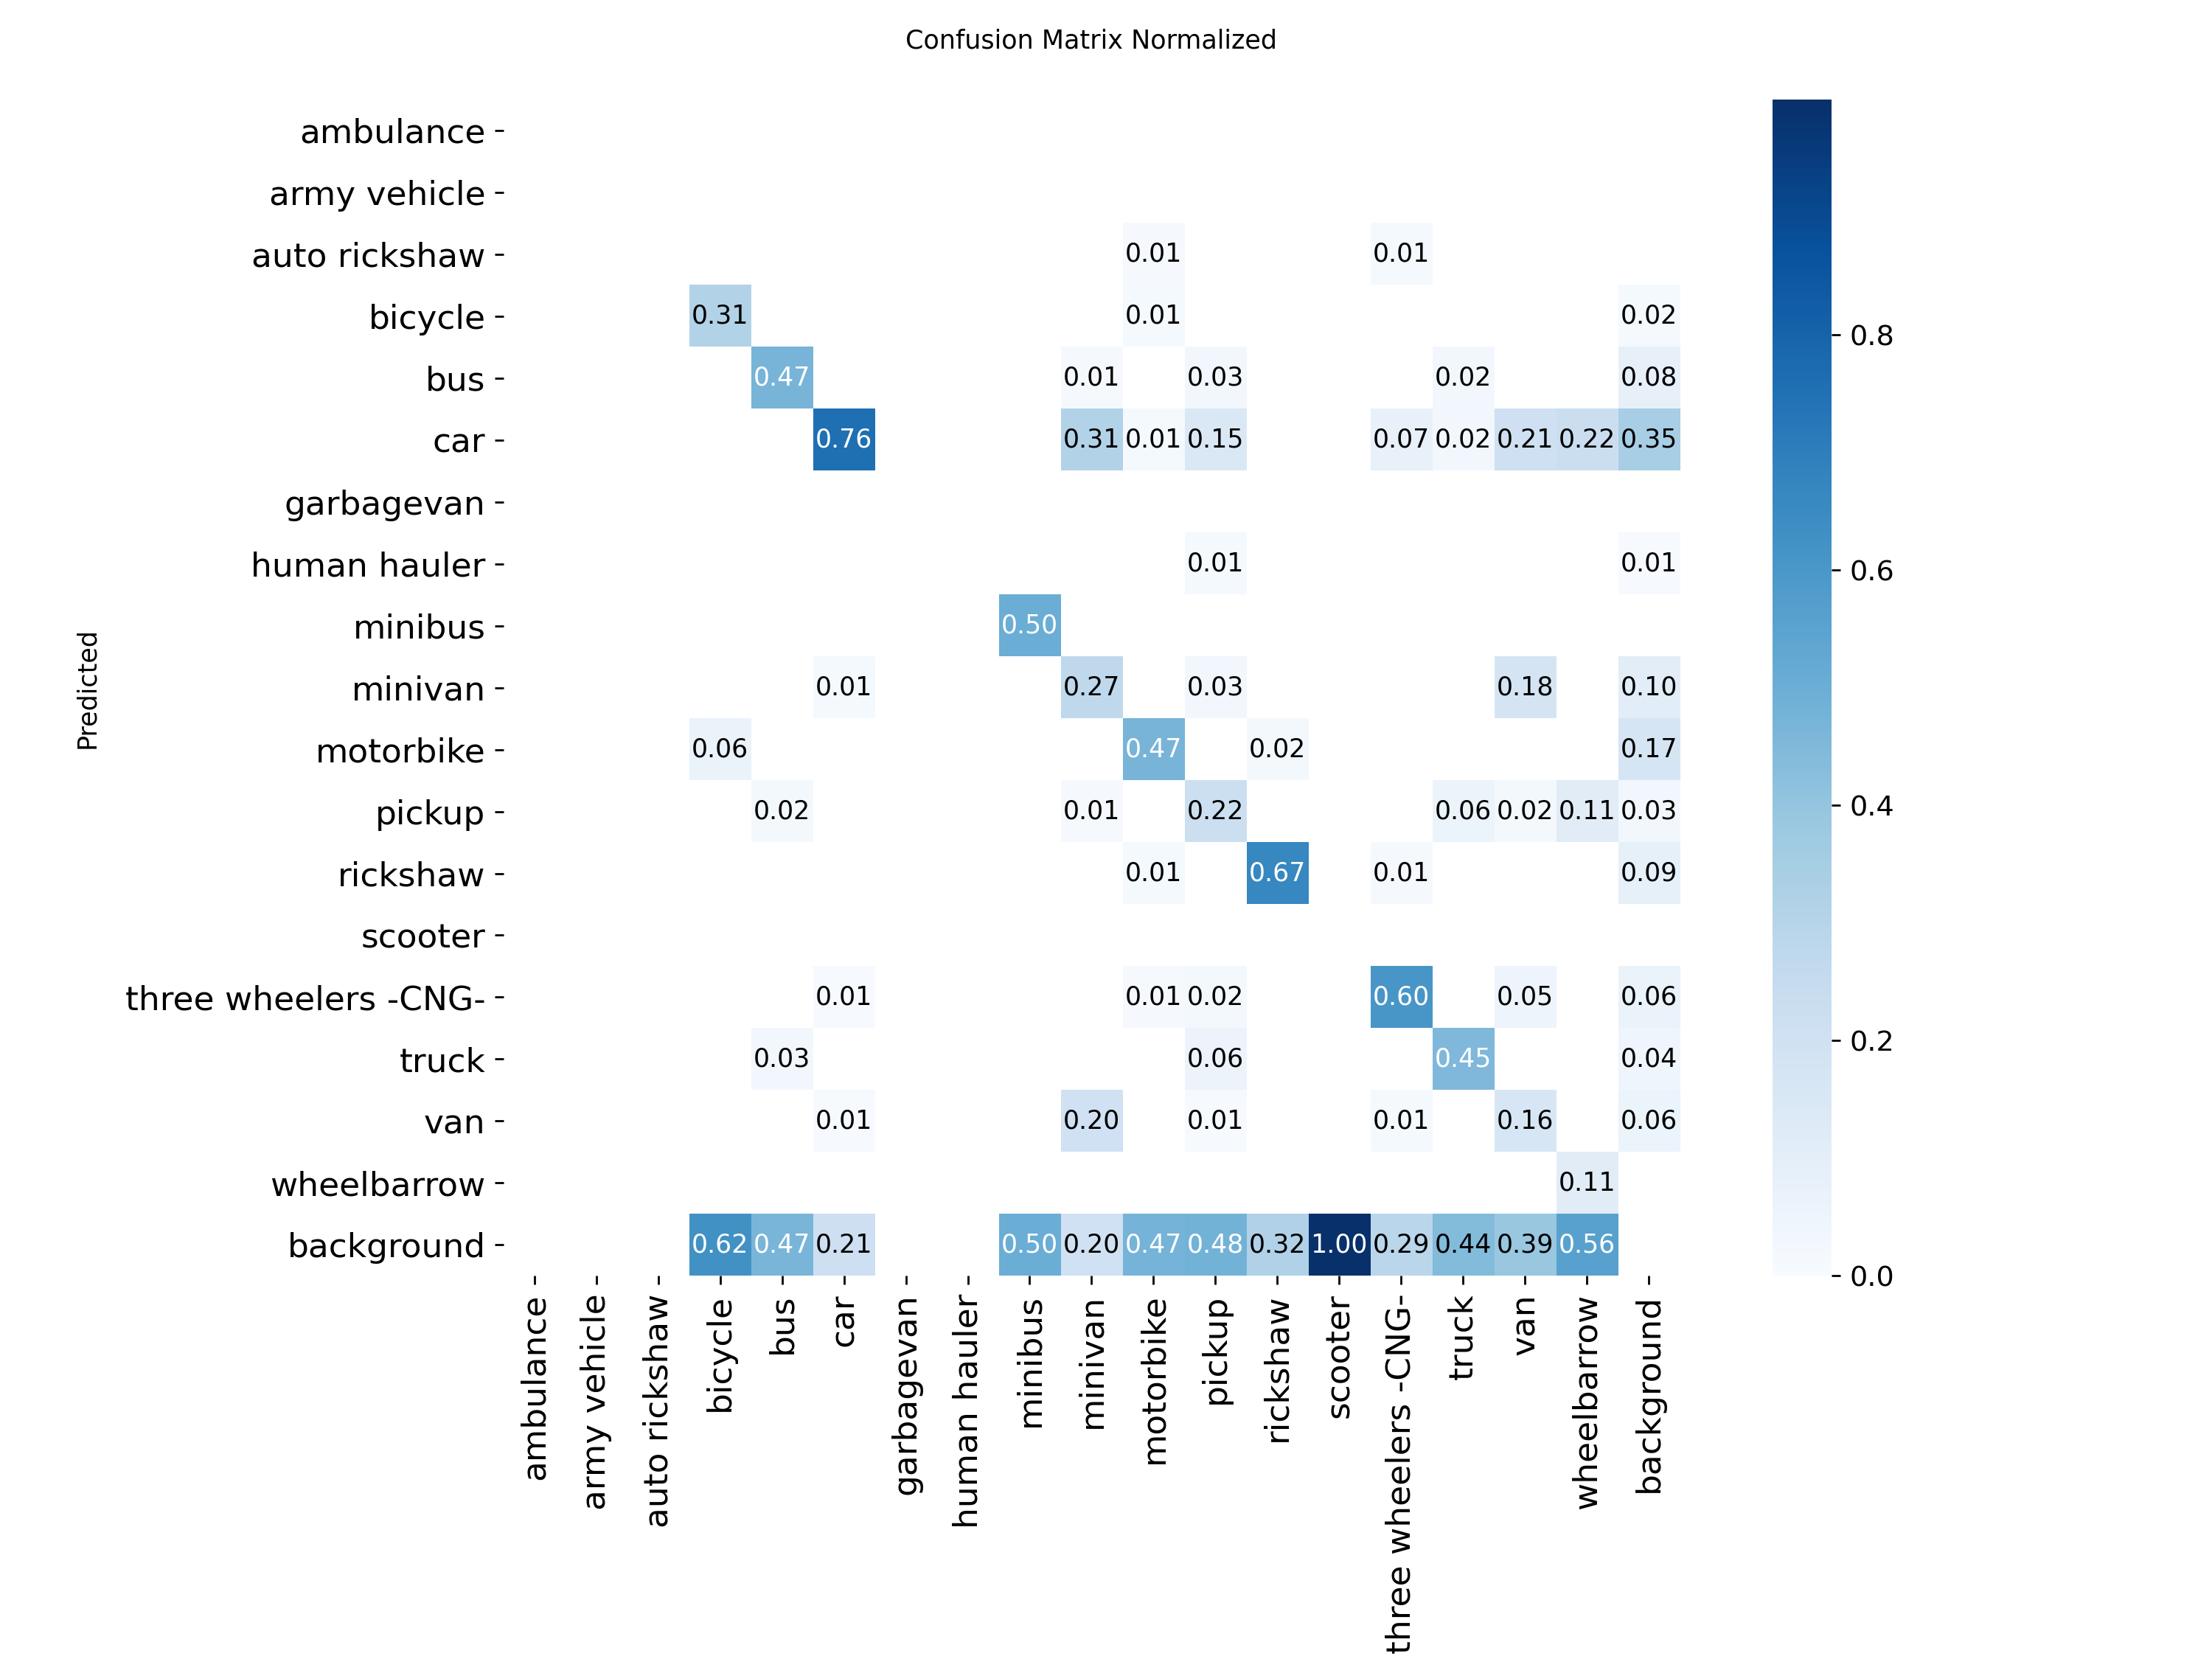 Confusion Matrix Normalized
ambulance
army vehicle
auto rickshaw 0.01 0.01
bicycle 0.31 0.01 0.02
bus 0.47 0.01 0.03 0.02 0.08
car 0.76 0.31 0.01 0.15 0.07 0.02 0.21 0.22 0.35
garbagevan
human hauler 0.01 0.01
minibus 0.50
minivan 0.01 0.27 0.03 0.18 0.10
motorbike 0.06 0.47 0.02 0.17
pickup 0.02 0.01 0.22 0.06 0.02 0.11 0.03
rickshaw 0.01 0.67 0.01 0.09
scooter
three wheelers -CNG- 0.01 0.01 0.02 0.60 0.05 0.06
truck 0.03 0.06 0.45 0.04
van 0.01 0.20 0.01 0.01 0.16 0.06
wheelbarrow 0.11
background 0.62 0.47 0.21 0.50 0.20 0.47 0.48 0.32 1.00 0.29 0.44 0.39 0.56
Predicted
ambulance
army vehicle
auto rickshaw
bicycle
bus
car
garbagevan
human hauler
minibus
minivan
motorbike
pickup
rickshaw
scooter
three wheelers -CNG-
truck
van
wheelbarrow
background
0.8
0.6
0.4
0.2
0.0